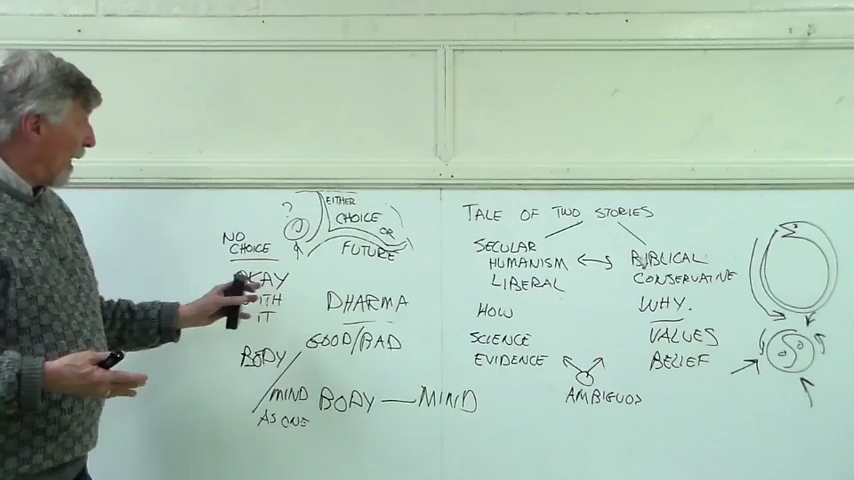 ?
EITHER
CHOICE
OR
FUTURE
NO
CHOICE
OKAY
WITH
IT
DHARMA
GOOD/BAD
BODY
/ MIND
AS ONE
BODY — MIND
TALE OF TWO STORIES
SECULAR
HUMANISM
LIBERAL
BIBLICAL
CONSERVATIVE
HOW
WHY.
SCIENCE
EVIDENCE
VALUES
BELIEF
AMBIGUOS